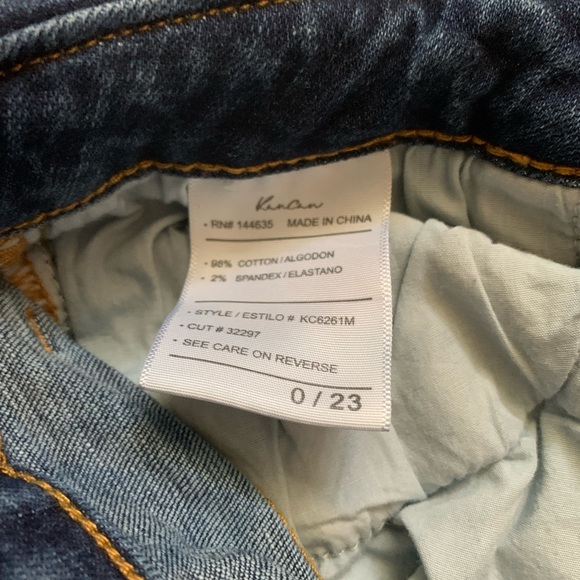 KanCan
- RN# 144635 MADE IN CHINA
- 98% COTTON / ALGODON
- 2% SPANDEX / ELASTANO
- STYLE / ESTILO # KC6261M
- CUT # 32297
- SEE CARE ON REVERSE
0 / 23